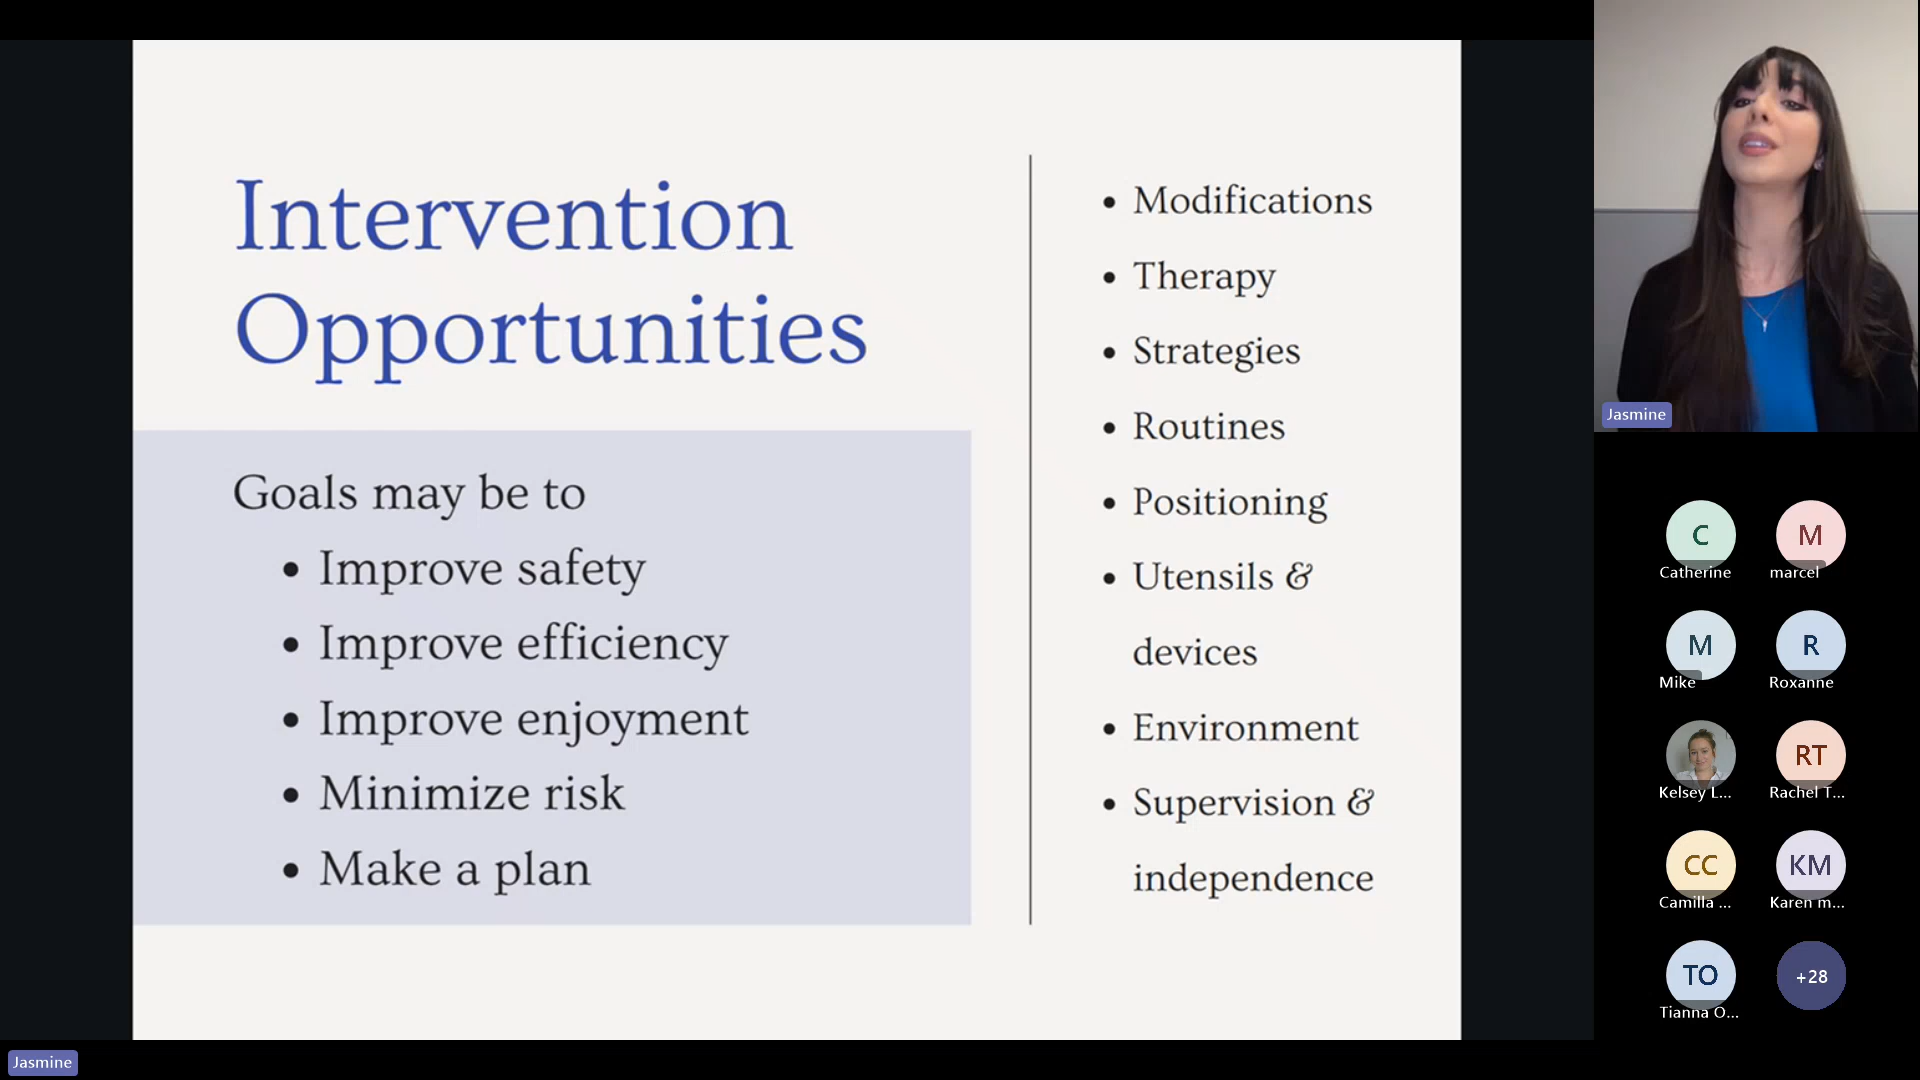 Intervention
Opportunities
Goals may be to
• Improve safety
• Improve efficiency
• Improve enjoyment
• Minimize risk
• Make a plan
• Modifications
• Therapy
• Strategies
• Routines
• Positioning
• Utensils &
devices
• Environment
• Supervision &
independence
Jasmine
C
Catherine
M
marcel
M
Mike
R
Roxanne
Kelsey L...
RT
Rachel T...
CC
Camilla ...
KM
Karen m...
TO
Tianna O...
+28
Jasmine